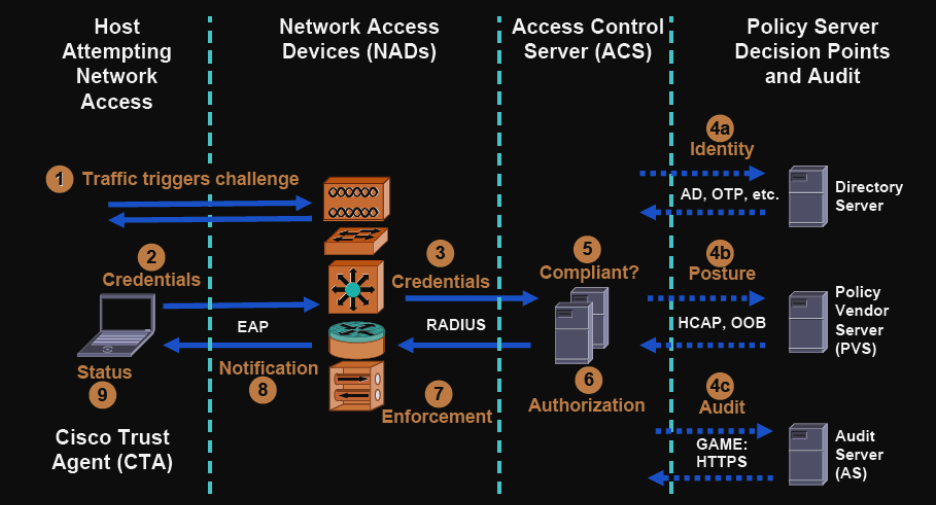 Host
Attempting
Network
Access
Network Access
Devices (NADs)
Access Control
Server (ACS)
Policy Server
Decision Points
and Audit
1 Traffic triggers challenge
2
Credentials
EAP
Notification
8
Status
9
Cisco Trust
Agent (CTA)
3
Credentials
RADIUS
7
Enforcement
5
Compliant?
6
Authorization
4a
Identity
AD, OTP, etc.
Directory
Server
4b
Posture
HCAP, OOB
Policy
Vendor
Server
(PVS)
4c
Audit
GAME:
HTTPS
Audit
Server
(AS)